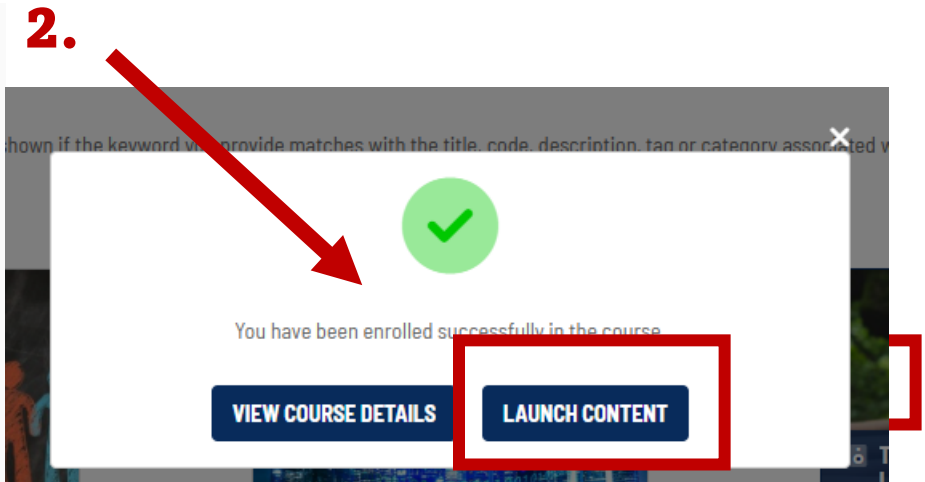 2.
hown if the keyword you provide matches with the title, code, description, tag or category associated w
You have been enrolled successfully in the course
VIEW COURSE DETAILS
LAUNCH CONTENT
T